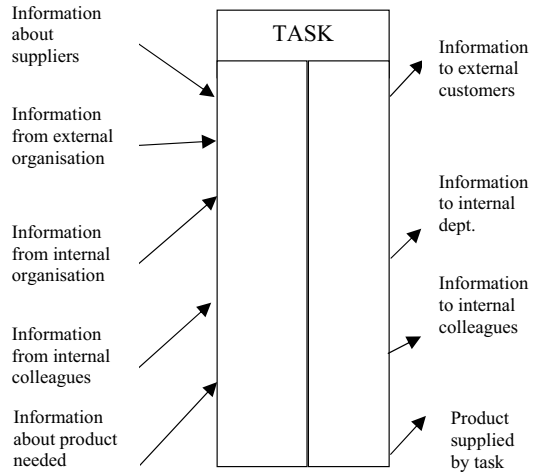 Information
about
suppliers
Information
from external
organisation
Information
from internal
organisation
Information
from internal
colleagues
Information
about product
needed
TASK
Information
to external
customers
Information
to internal
dept.
Information
to internal
colleagues
Product
supplied
by task